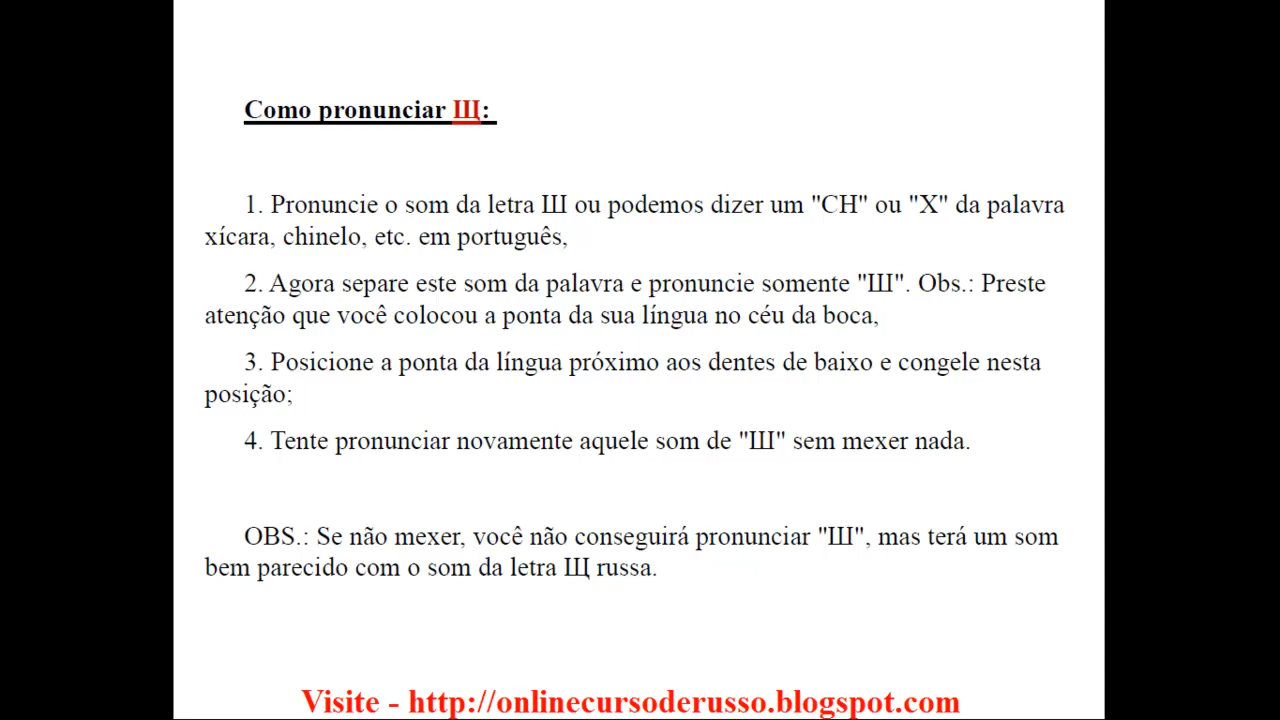 Como pronunciar Щ:
1. Pronuncie o som da letra Ш ou podemos dizer um "CH" ou "X" da palavra
xícara, chinelo, etc. em português,
2. Agora separe este som da palavra e pronuncie somente "Ш". Obs.: Preste
atenção que você colocou a ponta da sua língua no céu da boca,
3. Posicione a ponta da língua próximo aos dentes de baixo e congele nesta
posição;
4. Tente pronunciar novamente aquele som de "Ш" sem mexer nada.
OBS.: Se não mexer, você não conseguirá pronunciar "Ш", mas terá um som
bem parecido com o som da letra Щ russa.
Visite - http://onlinecursoderusso.blogspot.com